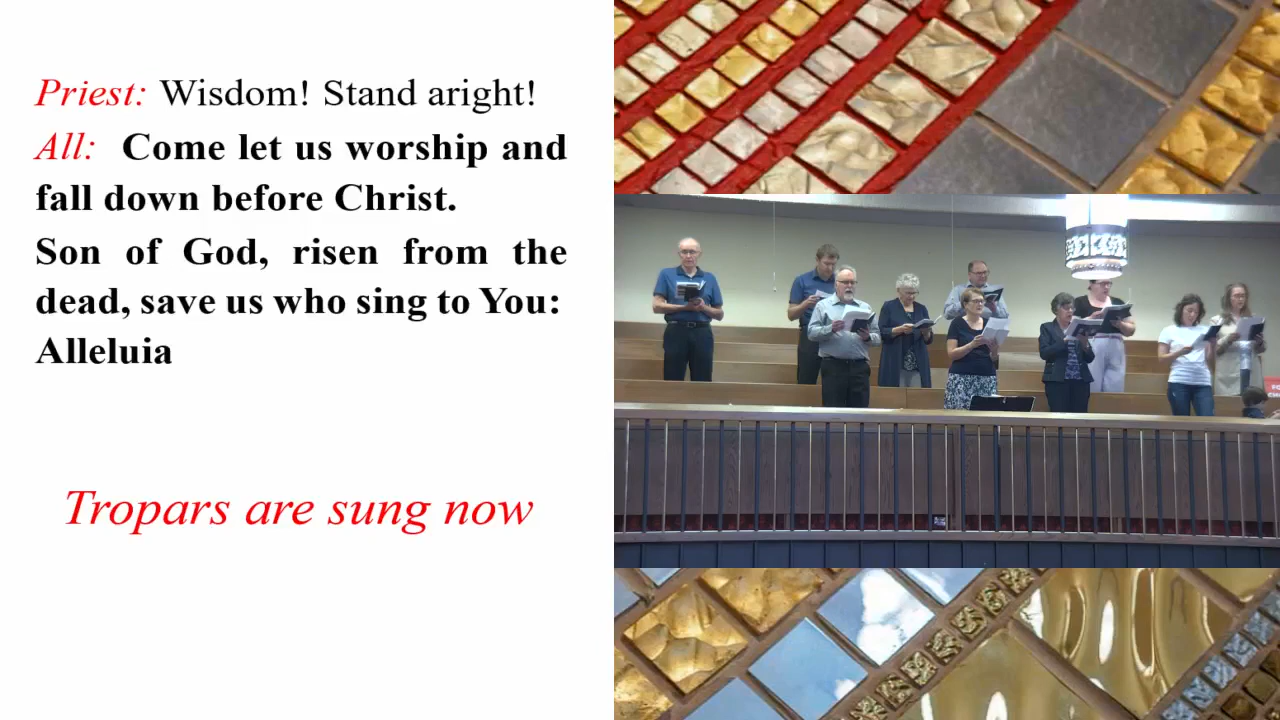 Priest: Wisdom! Stand aright!
All: Come let us worship and
fall down before Christ.
Son of God, risen from the
dead, save us who sing to You:
Alleluia
Tropars are sung now